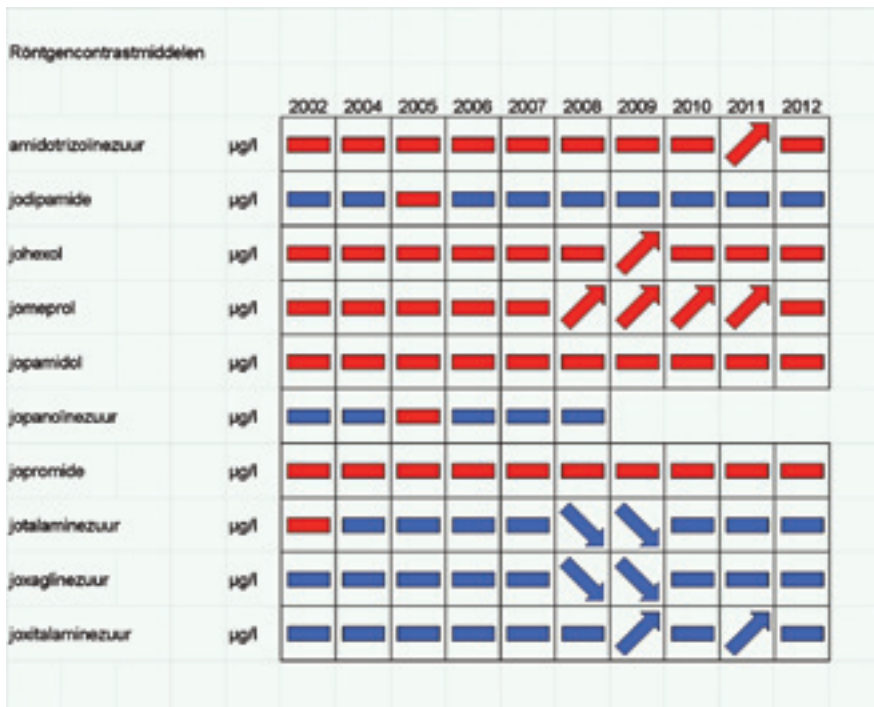 Röntgencontrastmiddelen
2002 2004 2005 2006 2007 2008 2009 2010 2011 2012
amidotrizoïnezuur µg/l
jodipamide µg/l
johexol µg/l
jomeprol µg/l
jopamidol µg/l
jopanoïnezuur µg/l
jopromide µg/l
jotalaminezuur µg/l
joxaglinezuur µg/l
joxitalaminezuur µg/l